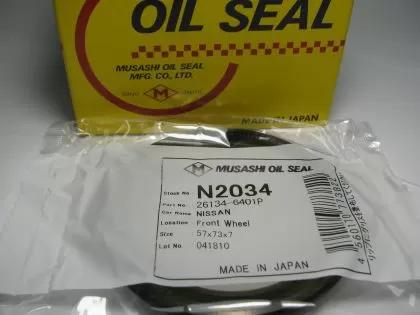 OIL SEAL
MUSASHI OIL SEAL
MFG. CO., LTD.
M
MADE IN JAPAN
M MUSASHI OIL SEAL
Stock No. N2034
Part No. 26134-6401P
Car Name NISSAN
Location Front Wheel
Size 57x73x7
Lot No. 041810
MADE IN JAPAN